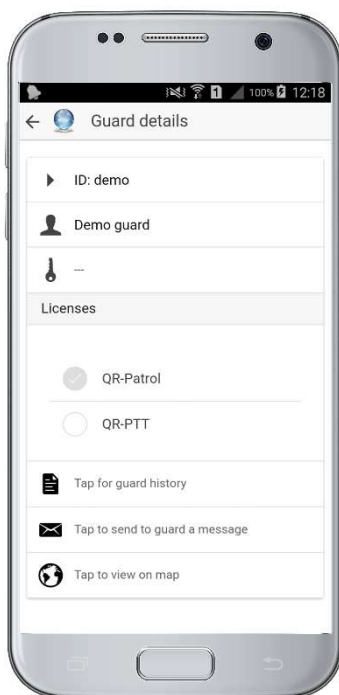 1 100% 12:18
Guard details
ID: demo
Demo guard
---
Licenses
QR-Patrol
QR-PTT
Tap for guard history
Tap to send to guard a message
Tap to view on map